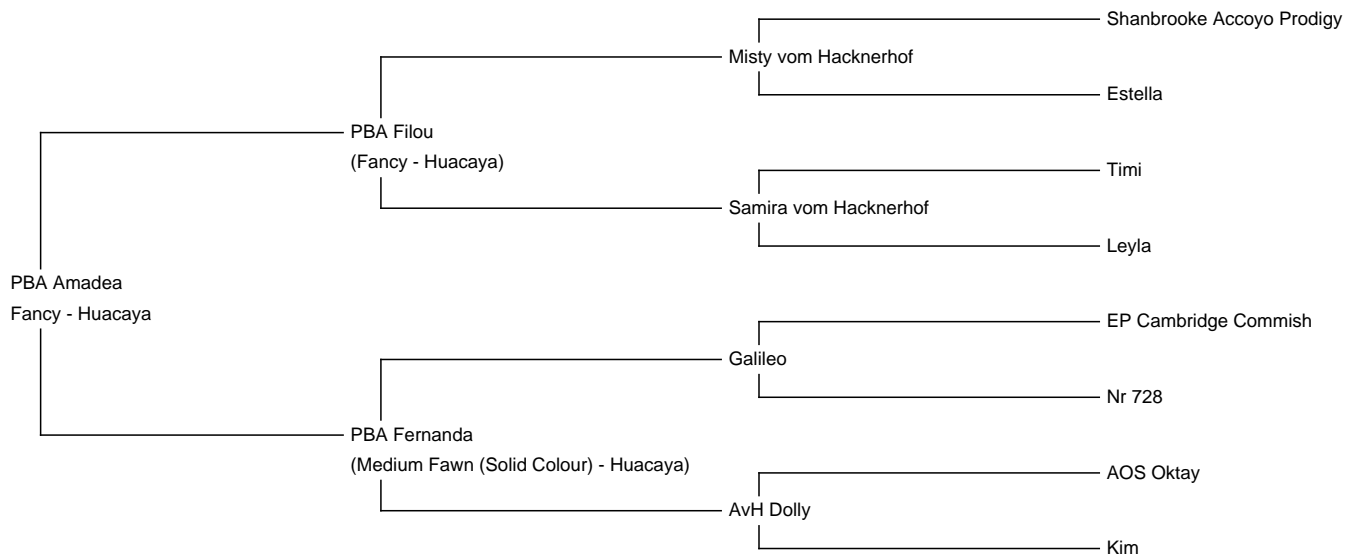 Shanbrooke Accoyo Prodigy
Misty vom Hacknerhof
Estella
PBA Filou
(Fancy - Huacaya)
Timi
Samira vom Hacknerhof
Leyla
PBA Amadea
Fancy - Huacaya
EP Cambridge Commish
Galileo
Nr 728
PBA Fernanda
(Medium Fawn (Solid Colour) - Huacaya)
AOS Oktay
AvH Dolly
Kim